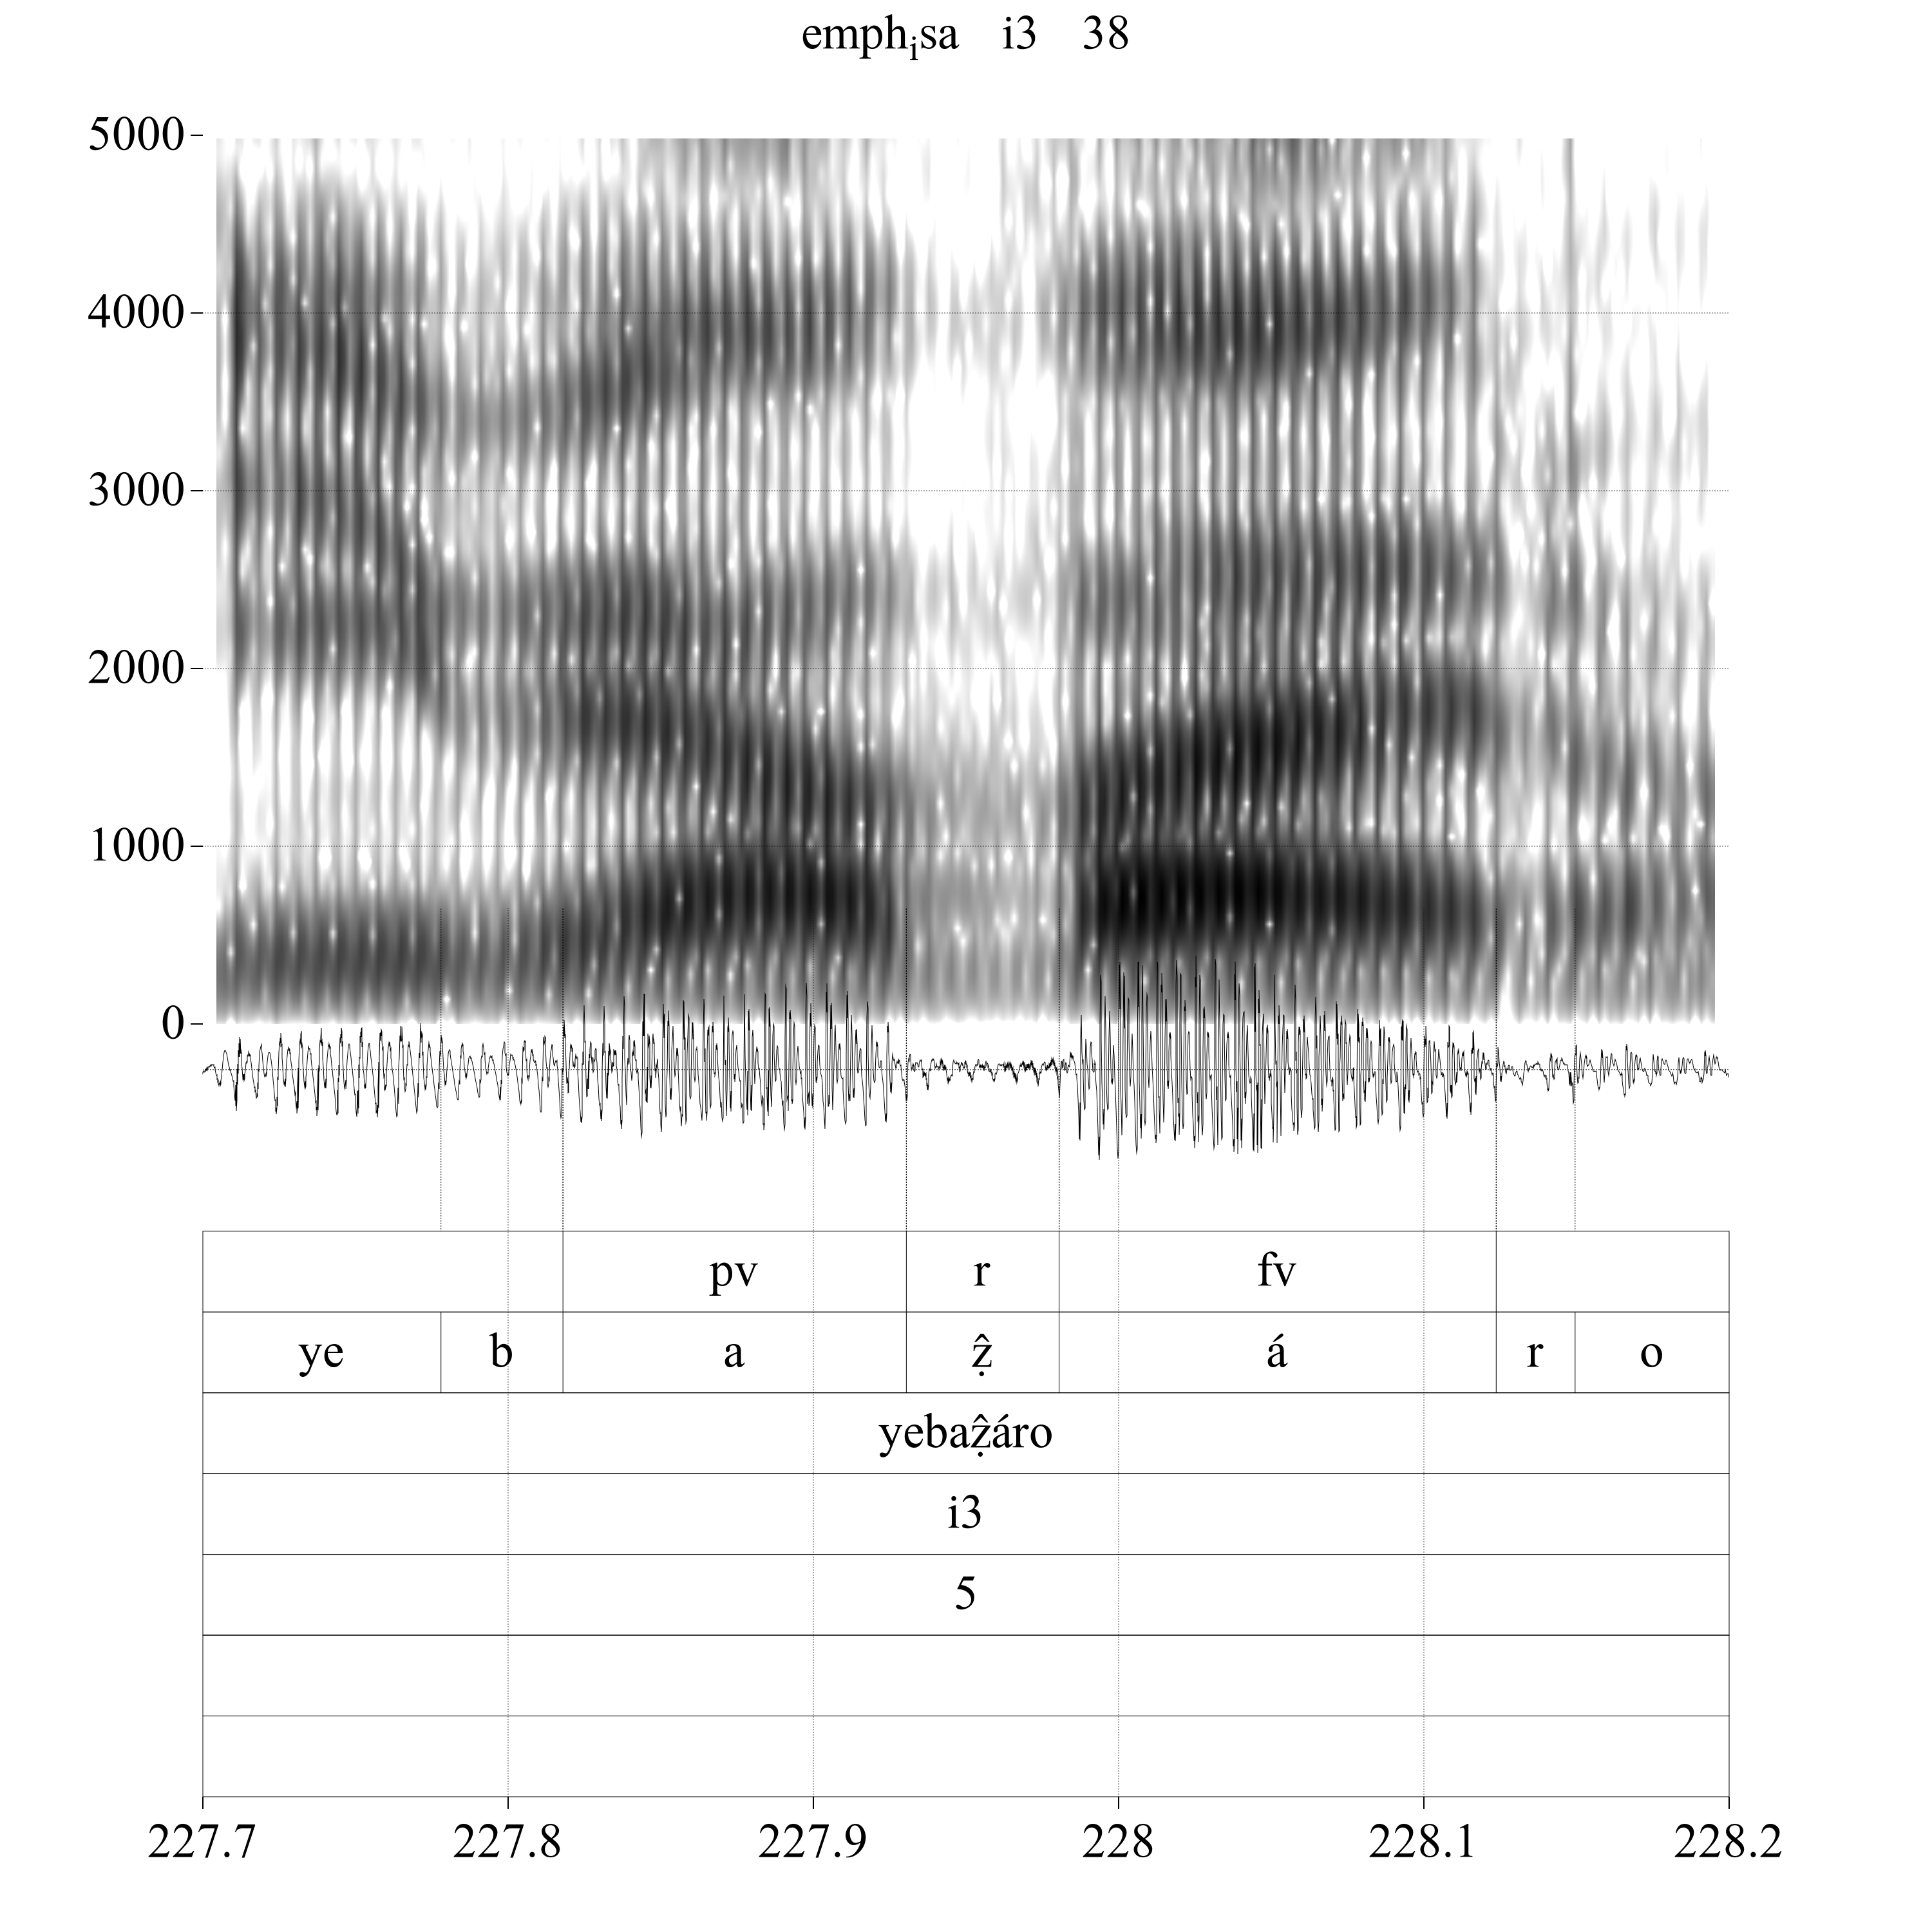 emphᵢsa i3 38
5000
4000
3000
2000
1000
0
pv r fv
ye b a ẓ̂ á r o
yebaẓ̂áro
i3
5
227.7 227.8 227.9 228 228.1 228.2